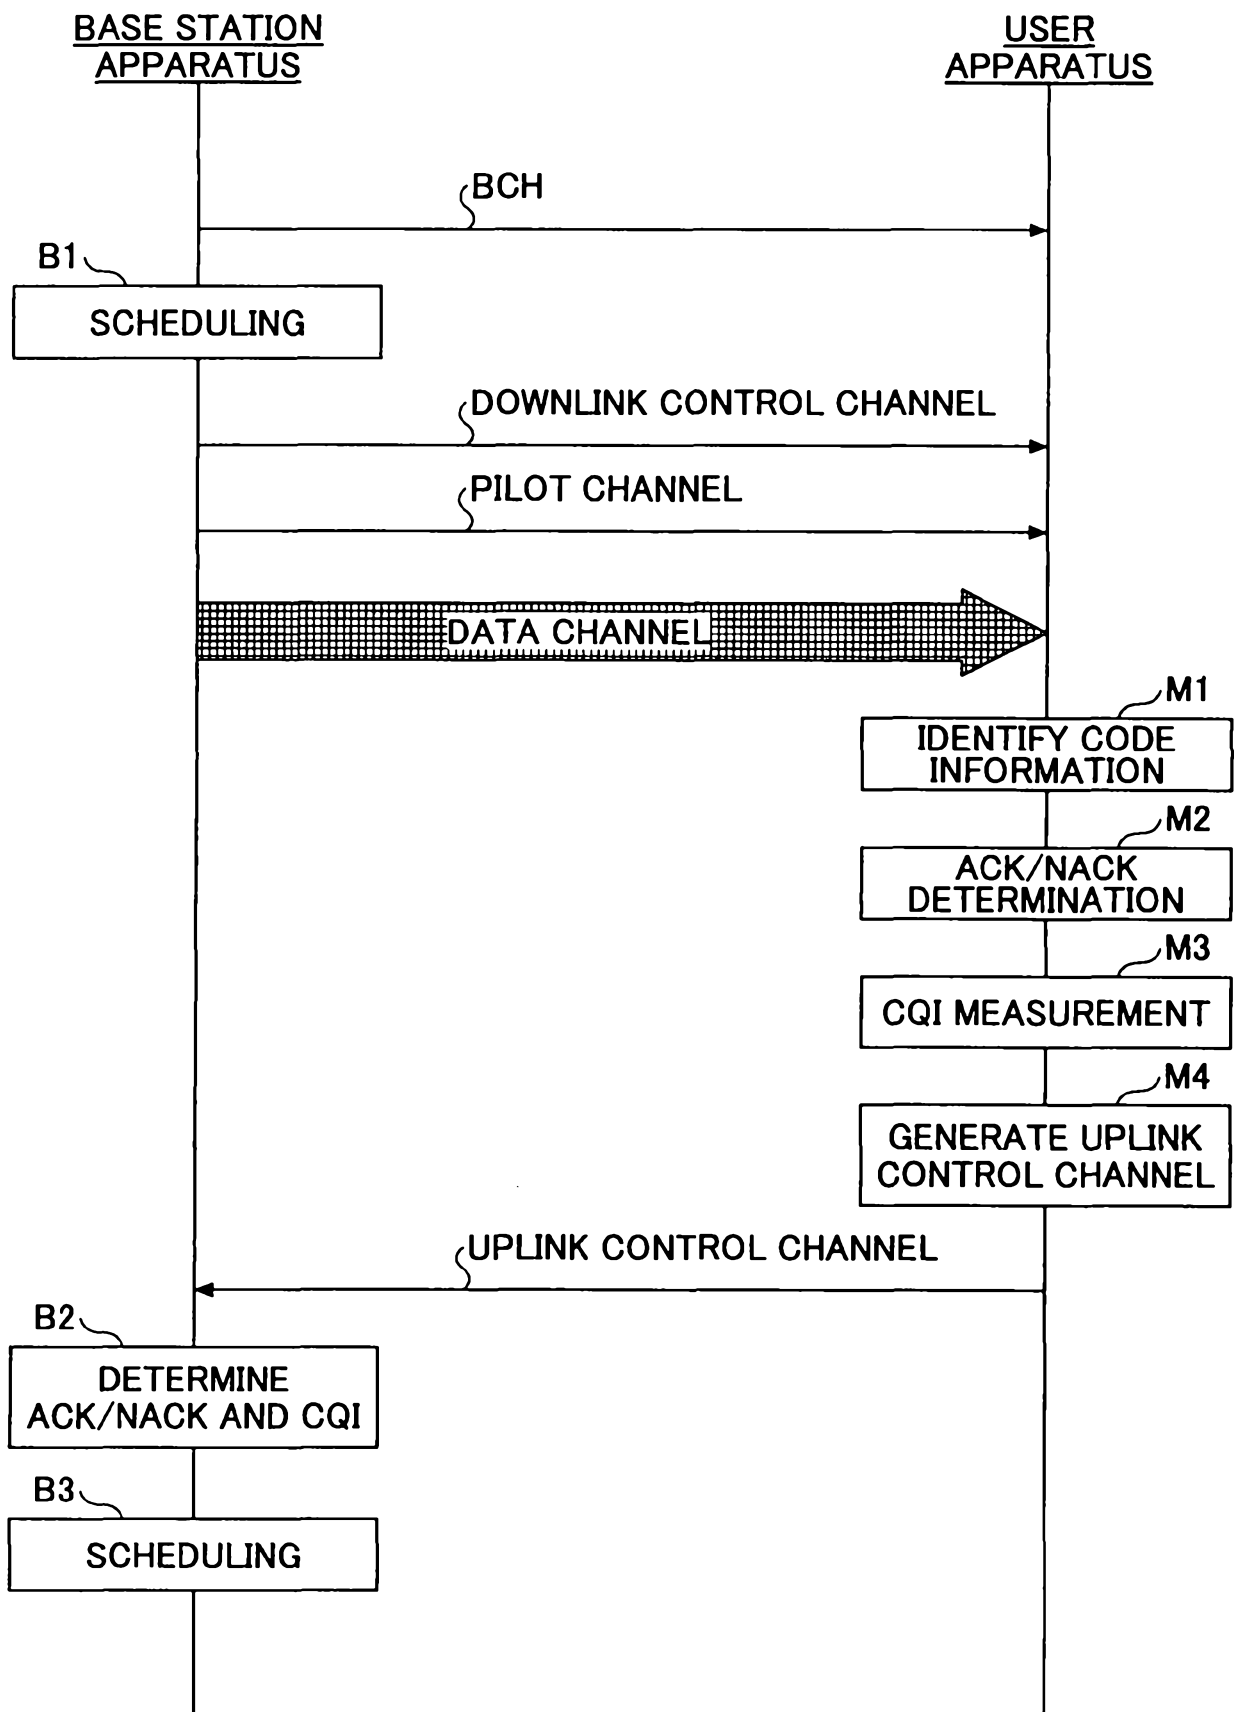 BASE STATION
APPARATUS
USER
APPARATUS
BCH
B1
SCHEDULING
DOWNLINK CONTROL CHANNEL
PILOT CHANNEL
DATA CHANNEL
M1
IDENTIFY CODE
INFORMATION
M2
ACK/NACK
DETERMINATION
M3
CQI MEASUREMENT
M4
GENERATE UPLINK
CONTROL CHANNEL
UPLINK CONTROL CHANNEL
B2
DETERMINE
ACK/NACK AND CQI
B3
SCHEDULING